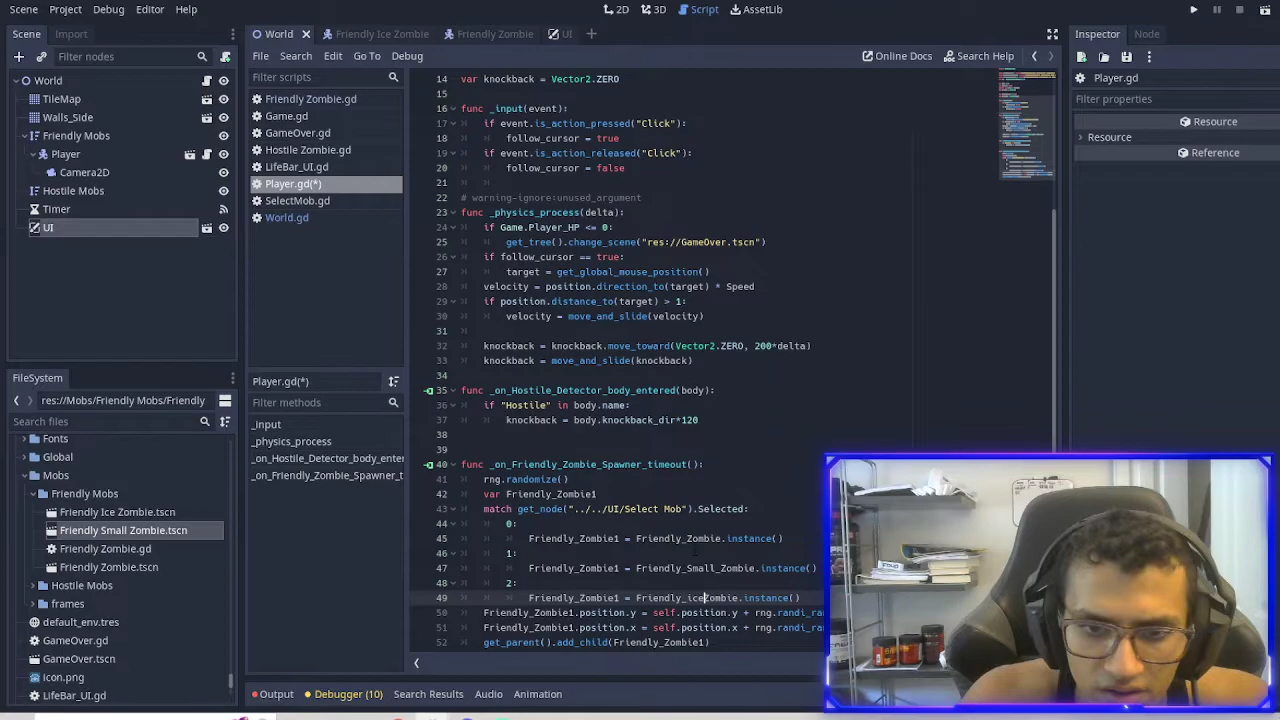 Scene Project Debug Editor Help 2D 3D Script AssetLib
Scene Import World Friendly Ice Zombie Friendly Zombie UI Inspector Node
Filter nodes File Search Edit Go To Debug Online Docs Search Help
World
TileMap
Walls_Side
Friendly Mobs
Player
Camera2D
Hostile Mobs
Timer
UI
FileSystem
res://Mobs/Friendly Mobs/Friendly
Search files
Fonts
Global
Mobs
Friendly Mobs
Friendly Ice Zombie.tscn
Friendly Small Zombie.tscn
Friendly Zombie.gd
Friendly Zombie.tscn
Hostile Mobs
frames
default_env.tres
GameOver.gd
GameOver.tscn
icon.png
LifeBar_UI.gd
Filter scripts
Game.gd
GameOver.gd
LifeBar_UI.gd
Player.gd(*)
SelectMob.gd
World.gd
Player.gd(*)
Filter methods
_input
_physics_process
_on_Hostile_Detector_body_enter
_on_Friendly_Zombie_Spawner_t
14 var knockback = Vector2.ZERO
15
16 func _input(event):
17 if event.is_action_pressed("Click"):
18 follow_cursor = true
19 if event.is_action_released("Click"):
20 follow_cursor = false
21
22 # warning-ignore:unused_argument
23 func _physics_process(delta):
24 if Game.Player_HP <= 0:
25 get_tree().change_scene("res://GameOver.tscn")
26 if follow_cursor == true:
27 target = get_global_mouse_position()
28 velocity = position.direction_to(target) * Speed
29 if position.distance_to(target) > 1:
30 velocity = move_and_slide(velocity)
31
32 knockback = knockback.move_toward(Vector2.ZERO, 200*delta)
33 knockback = move_and_slide(knockback)
34
35 func _on_Hostile_Detector_body_entered(body):
36 if "Hostile" in body.name:
37 knockback = body.knockback_dir*120
38
39
40 func _on_Friendly_Zombie_Spawner_timeout():
41 rng.randomize()
42 var Friendly_Zombie1
43 match get_node("../../UI/Select Mob").Selected:
44 0:
45 Friendly_Zombie1 = Friendly_Zombie.instance()
46 1:
47 Friendly_Zombie1 = Friendly_Small_Zombie.instance()
48 2:
49 Friendly_Zombie1 = Friendly_iceZombie.instance()
50 Friendly_Zombie1.position.y = self.position.y + rng.randi_ra
51 Friendly_Zombie1.position.x = self.position.x + rng.randi_ra
52 get_parent().add_child(Friendly_Zombie1)
Output Debugger (10) Search Results Audio Animation
Player.gd
Filter properties
Resource
Resource
Reference